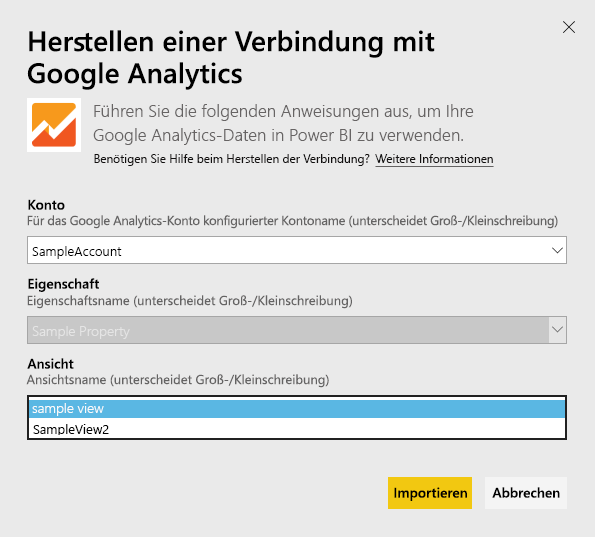 Herstellen einer Verbindung mit
Google Analytics
Führen Sie die folgenden Anweisungen aus, um Ihre
Google Analytics-Daten in Power BI zu verwenden.
Benötigen Sie Hilfe beim Herstellen der Verbindung? Weitere Informationen
Konto
Für das Google Analytics-Konto konfigurierter Kontoname (unterscheidet Groß-/Kleinschreibung)
SampleAccount
Eigenschaft
Eigenschaftsname (unterscheidet Groß-/Kleinschreibung)
Sample Property
Ansicht
Ansichtsname (unterscheidet Groß-/Kleinschreibung)
sample view
SampleView2
Importieren Abbrechen